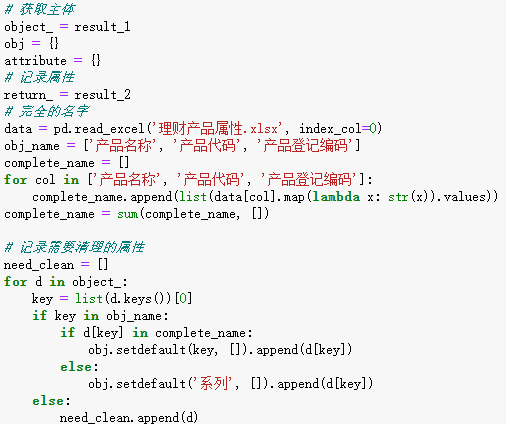 # 获取主体
object_ = result_1
obj = {}
attribute = {}
# 记录属性
return_ = result_2
# 完全的名字
data = pd.read_excel('理财产品属性.xlsx', index_col=0)
obj_name = ['产品名称', '产品代码', '产品登记编码']
complete_name = []
for col in ['产品名称', '产品代码', '产品登记编码']:
    complete_name.append(list(data[col].map(lambda x: str(x)).values))
complete_name = sum(complete_name, [])

# 记录需要清理的属性
need_clean = []
for d in object_:
    key = list(d.keys())[0]
    if key in obj_name:
        if d[key] in complete_name:
            obj.setdefault(key, []).append(d[key])
        else:
            obj.setdefault('系列', []).append(d[key])
    else:
        need_clean.append(d)